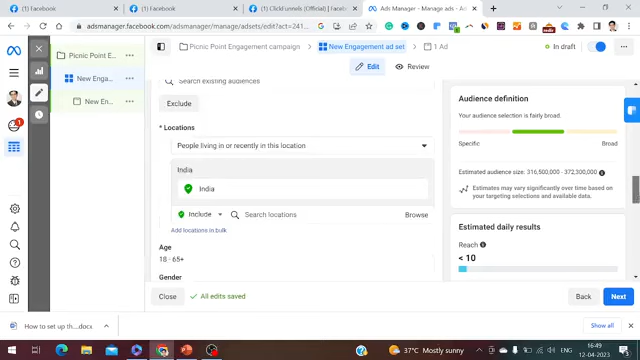 Facebook
Facebook
ClickFunnels (Official) | Face
Ads Manager - Manage ads - 
adsmanager.facebook.com/adsmanager/manage/adsets/edit?act=241
Picnic Point Engagement campaign
New Engagement ad set
1 Ad
In draft
Edit
Review
Picnic Point E...
New Engag...
New En...
Search existing audiences
Exclude
* Locations
People living in or recently in this location
India
India
Include
Search locations
Browse
Add locations in bulk
Age
18 - 65+
Gender
Audience definition
Your audience selection is fairly broad.
Specific
Broad
Estimated audience size: 316,500,000 - 372,300,000
Estimates may vary significantly over time based on
your targeting selections and available data.
Estimated daily results
Reach
< 10
Close
All edits saved
Back
Next
How to set up th....docx
Show all
37°C Mostly sunny
16:49
12-04-2023